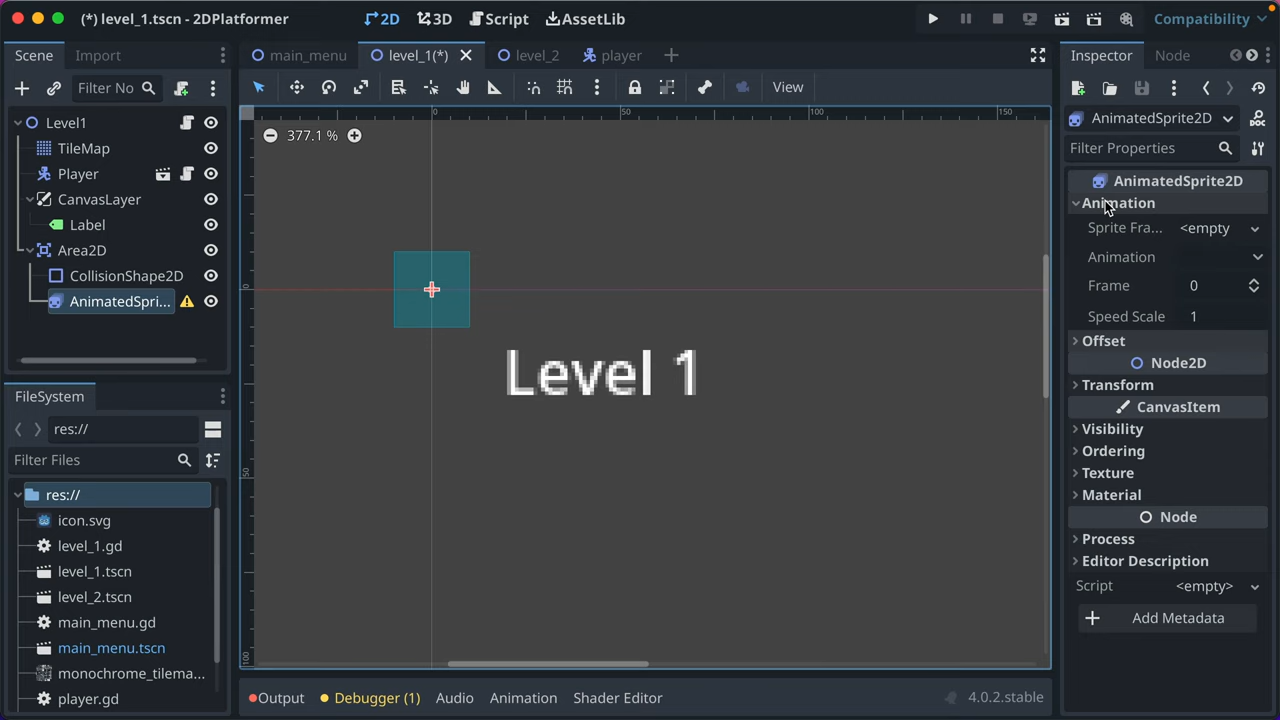 (*) level_1.tscn - 2DPlatformer
2D
3D
Script
AssetLib
Compatibility
Scene
Import
main_menu
level_1(*)
level_2
player
Inspector
Node
Filter No
View
AnimatedSprite2D
Filter Properties
Level1
TileMap
Player
CanvasLayer
Label
Area2D
CollisionShape2D
AnimatedSpri...
0
50
100
150
377.1 %
0
50
100
Level 1
AnimatedSprite2D
Animation
Sprite Fra... <empty
Animation
Frame 0
Speed Scale 1
Offset
Node2D
Transform
CanvasItem
Visibility
Ordering
Texture
Material
Node
Process
Editor Description
Script <empty>
Add Metadata
FileSystem
res://
Filter Files
res://
icon.svg
level_1.gd
level_1.tscn
level_2.tscn
main_menu.gd
main_menu.tscn
monochrome_tilema...
player.gd
Output
Debugger (1)
Audio
Animation
Shader Editor
4.0.2.stable